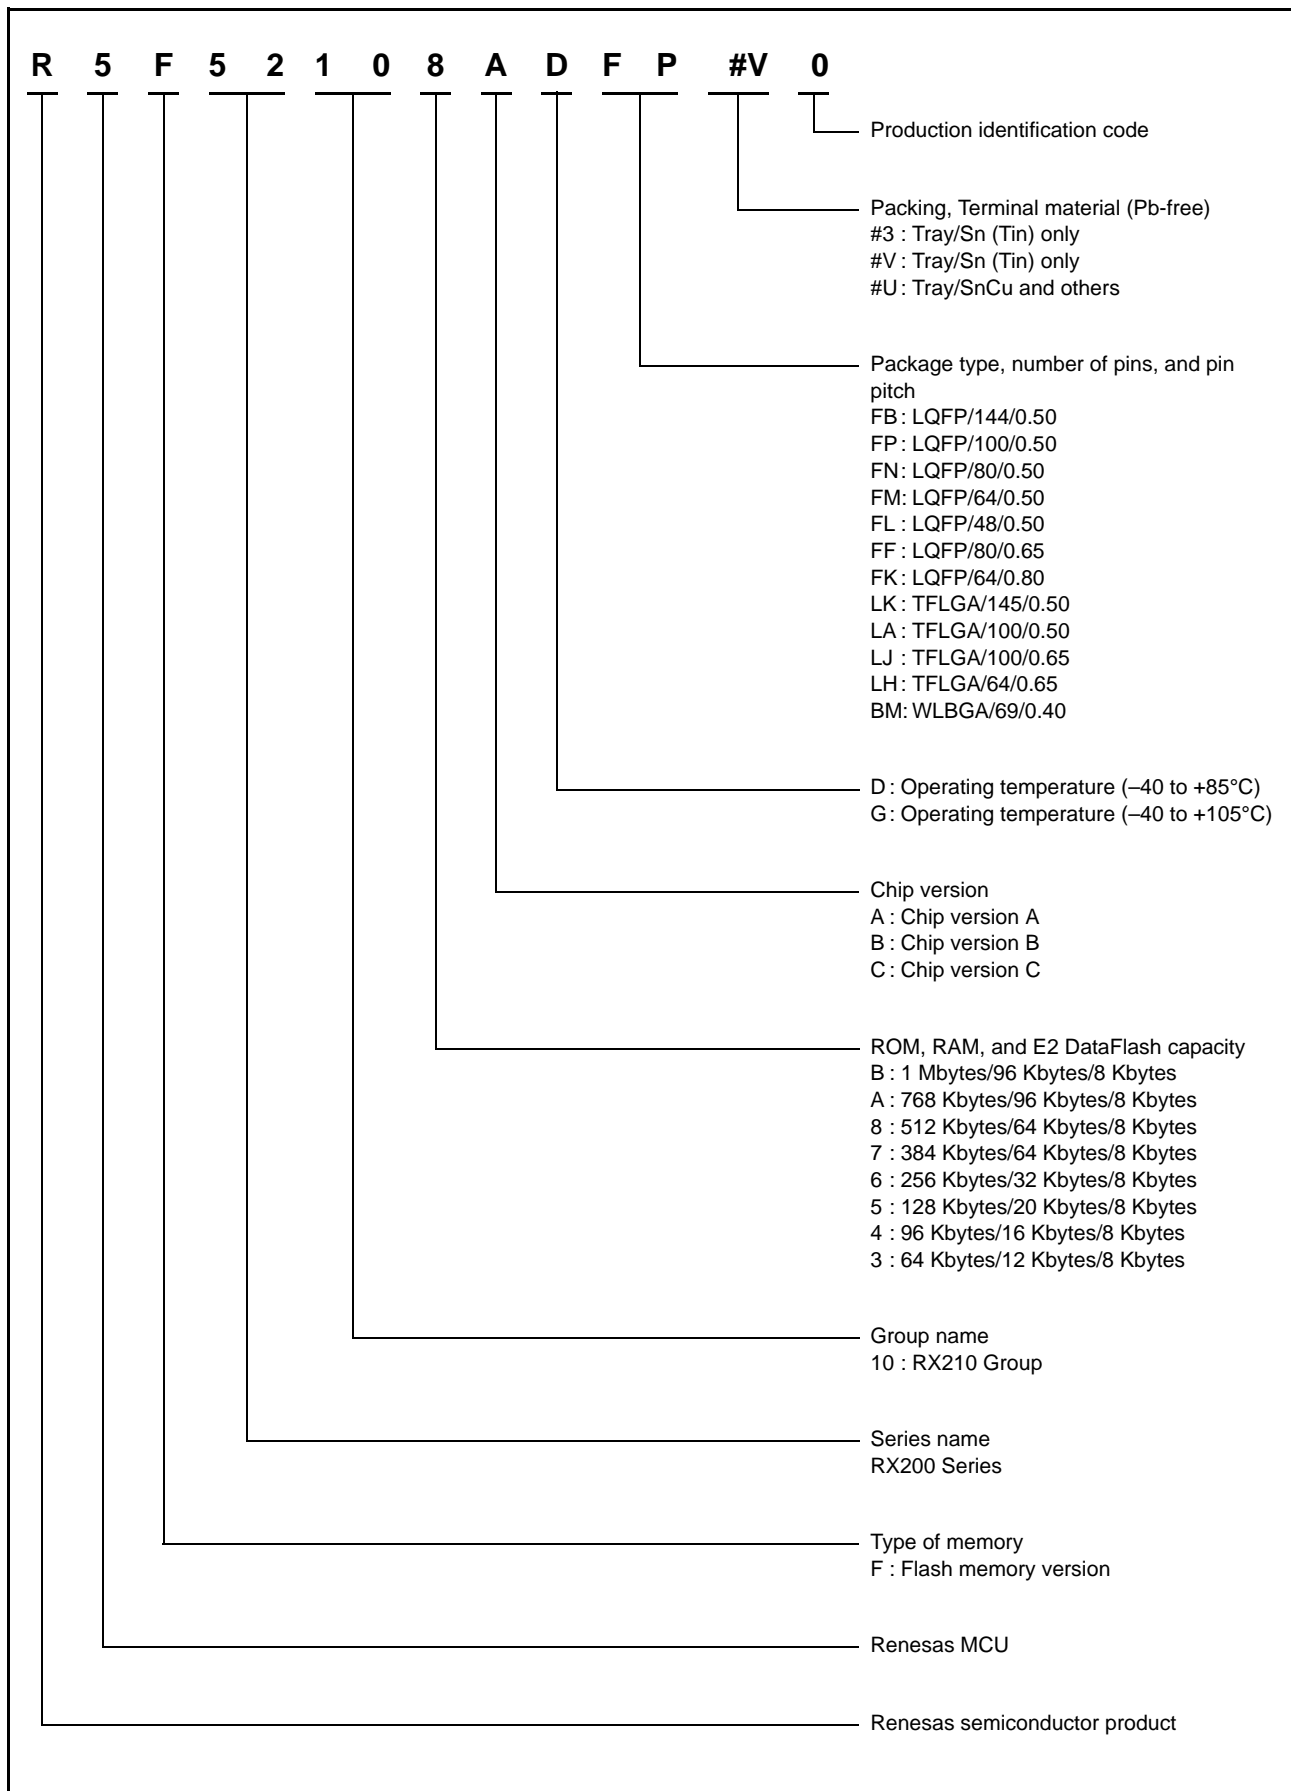 R 5 F 5 2 1 0 8 A D F P #V 0
Production identification code
Packing, Terminal material (Pb-free)
#3 : Tray/Sn (Tin) only
#V : Tray/Sn (Tin) only
#U : Tray/SnCu and others
Package type, number of pins, and pin
pitch
FB : LQFP/144/0.50
FP : LQFP/100/0.50
FN : LQFP/80/0.50
FM: LQFP/64/0.50
FL : LQFP/48/0.50
FF : LQFP/80/0.65
FK : LQFP/64/0.80
LK : TFLGA/145/0.50
LA : TFLGA/100/0.50
LJ : TFLGA/100/0.65
LH : TFLGA/64/0.65
BM: WLBGA/69/0.40
D : Operating temperature (–40 to +85°C)
G : Operating temperature (–40 to +105°C)
Chip version
A : Chip version A
B : Chip version B
C : Chip version C
ROM, RAM, and E2 DataFlash capacity
B : 1 Mbytes/96 Kbytes/8 Kbytes
A : 768 Kbytes/96 Kbytes/8 Kbytes
8 : 512 Kbytes/64 Kbytes/8 Kbytes
7 : 384 Kbytes/64 Kbytes/8 Kbytes
6 : 256 Kbytes/32 Kbytes/8 Kbytes
5 : 128 Kbytes/20 Kbytes/8 Kbytes
4 : 96 Kbytes/16 Kbytes/8 Kbytes
3 : 64 Kbytes/12 Kbytes/8 Kbytes
Group name
10 : RX210 Group
Series name
RX200 Series
Type of memory
F : Flash memory version
Renesas MCU
Renesas semiconductor product